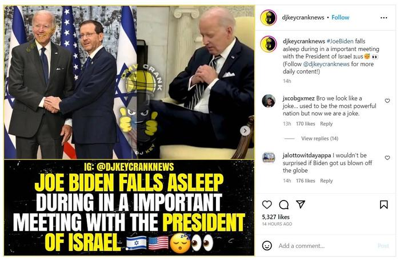 djkeycranknews • Follow
djkeycranknews #JoeBiden falls
asleep during in a important meeting
with the President of Israel sus
(Follow @djkeycranknews for more
daily content!)
14h
jacobgxmez Bro we look like a
joke... used to be the most powerful
nation but now we are a joke.
13h 170 likes Reply
View replies (14)
jalottowitdayappa I wouldn't be
surprised if Biden got us blown off
the globe
13h 176 likes Reply
5,327 likes
14 HOURS AGO
Add a comment...
CRANK
IG: @DJKEYCRANKNEWS
JOE BIDEN FALLS ASLEEP
DURING IN A IMPORTANT
MEETING WITH THE PRESIDENT
OF ISRAEL